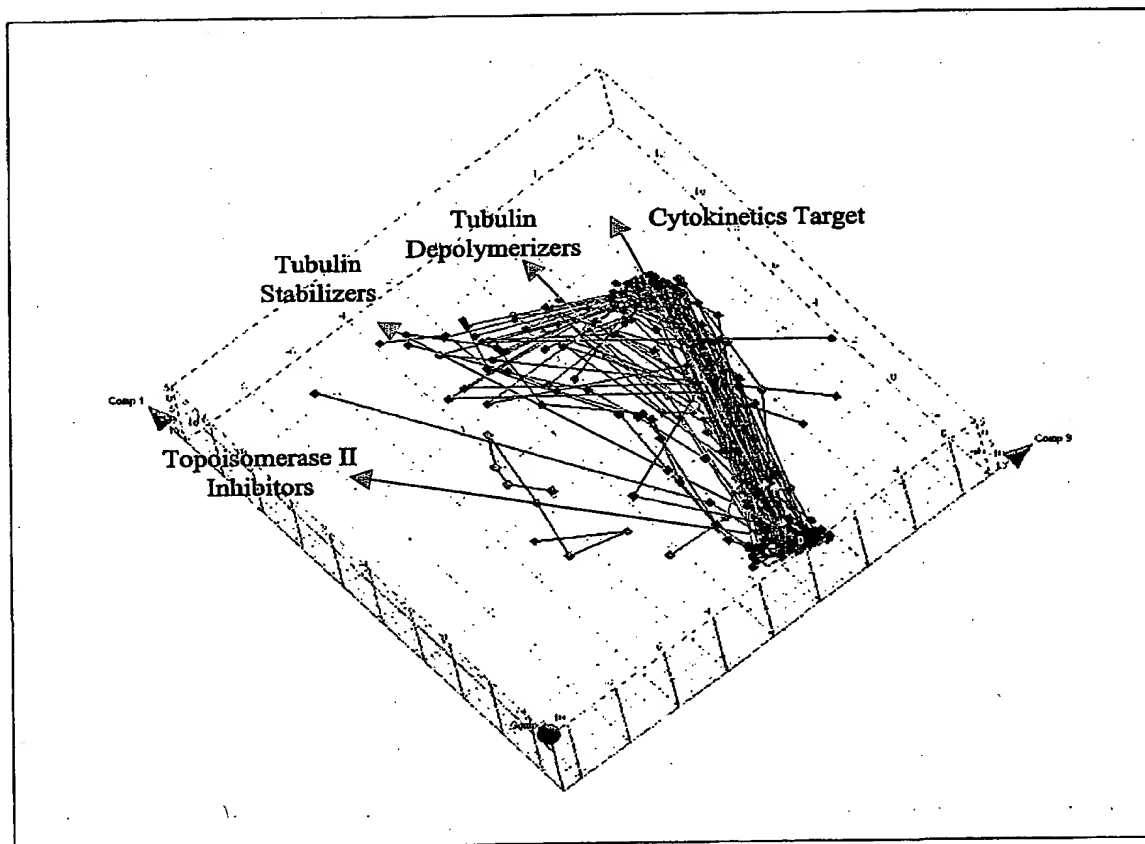 Cytokinetics Target
Tubulin
Depolymerizers
Tubulin
Stabilizers
Comp 1
Comp 9
Topoisomerase II
Inhibitors